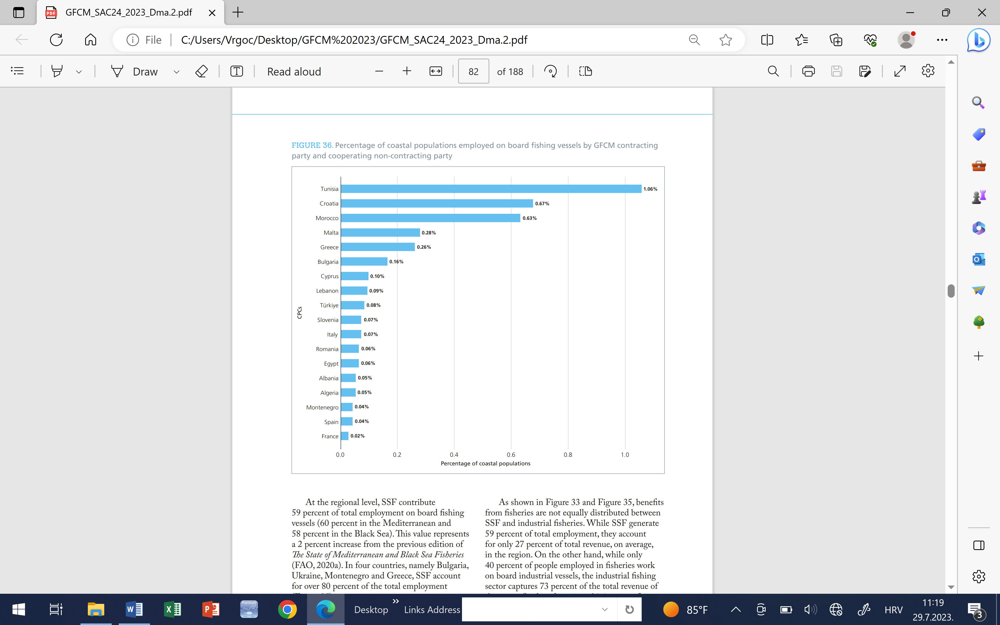 GFCM_SAC24_2023_Dma.2.pdf
File
C:/Users/Vrgoc/Desktop/GFCM%202023/GFCM_SAC24_2023_Dma.2.pdf
Draw
Read aloud
82
of 188
FIGURE 36. Percentage of coastal populations employed on board fishing vessels by GFCM contracting
party and cooperating non-contracting party
CPCs
Tunisia 1.06%
Croatia 0.67%
Morocco 0.63%
Malta 0.28%
Greece 0.26%
Bulgaria 0.16%
Cyprus 0.10%
Lebanon 0.09%
Türkiye 0.08%
Slovenia 0.07%
Italy 0.07%
Romania 0.06%
Egypt 0.06%
Albania 0.05%
Algeria 0.05%
Montenegro 0.04%
Spain 0.04%
France 0.02%
0.0 0.2 0.4 0.6 0.8 1.0
Percentage of coastal populations
At the regional level, SSF contribute
59 percent of total employment on board fishing
vessels (60 percent in the Mediterranean and
58 percent in the Black Sea). This value represents
a 2 percent increase from the previous edition of
The State of Mediterranean and Black Sea Fisheries
(FAO, 2020a). In four countries, namely Bulgaria,
Ukraine, Montenegro and Greece, SSF account
for over 80 percent of the total employment
As shown in Figure 33 and Figure 35, benefits
from fisheries are not equally distributed between
SSF and industrial fisheries. While SSF generate
59 percent of total employment, they account
for only 27 percent of total revenue, on average,
in the region. On the other hand, while only
40 percent of people employed in fisheries work
on board industrial vessels, the industrial fishing
sector captures 73 percent of the total revenue of
Desktop
Links
Address
85°F
HRV
11:19
29.7.2023.
3